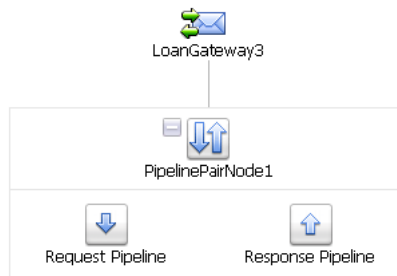 LoanGateway3
PipelinePairNode1
Request Pipeline
Response Pipeline